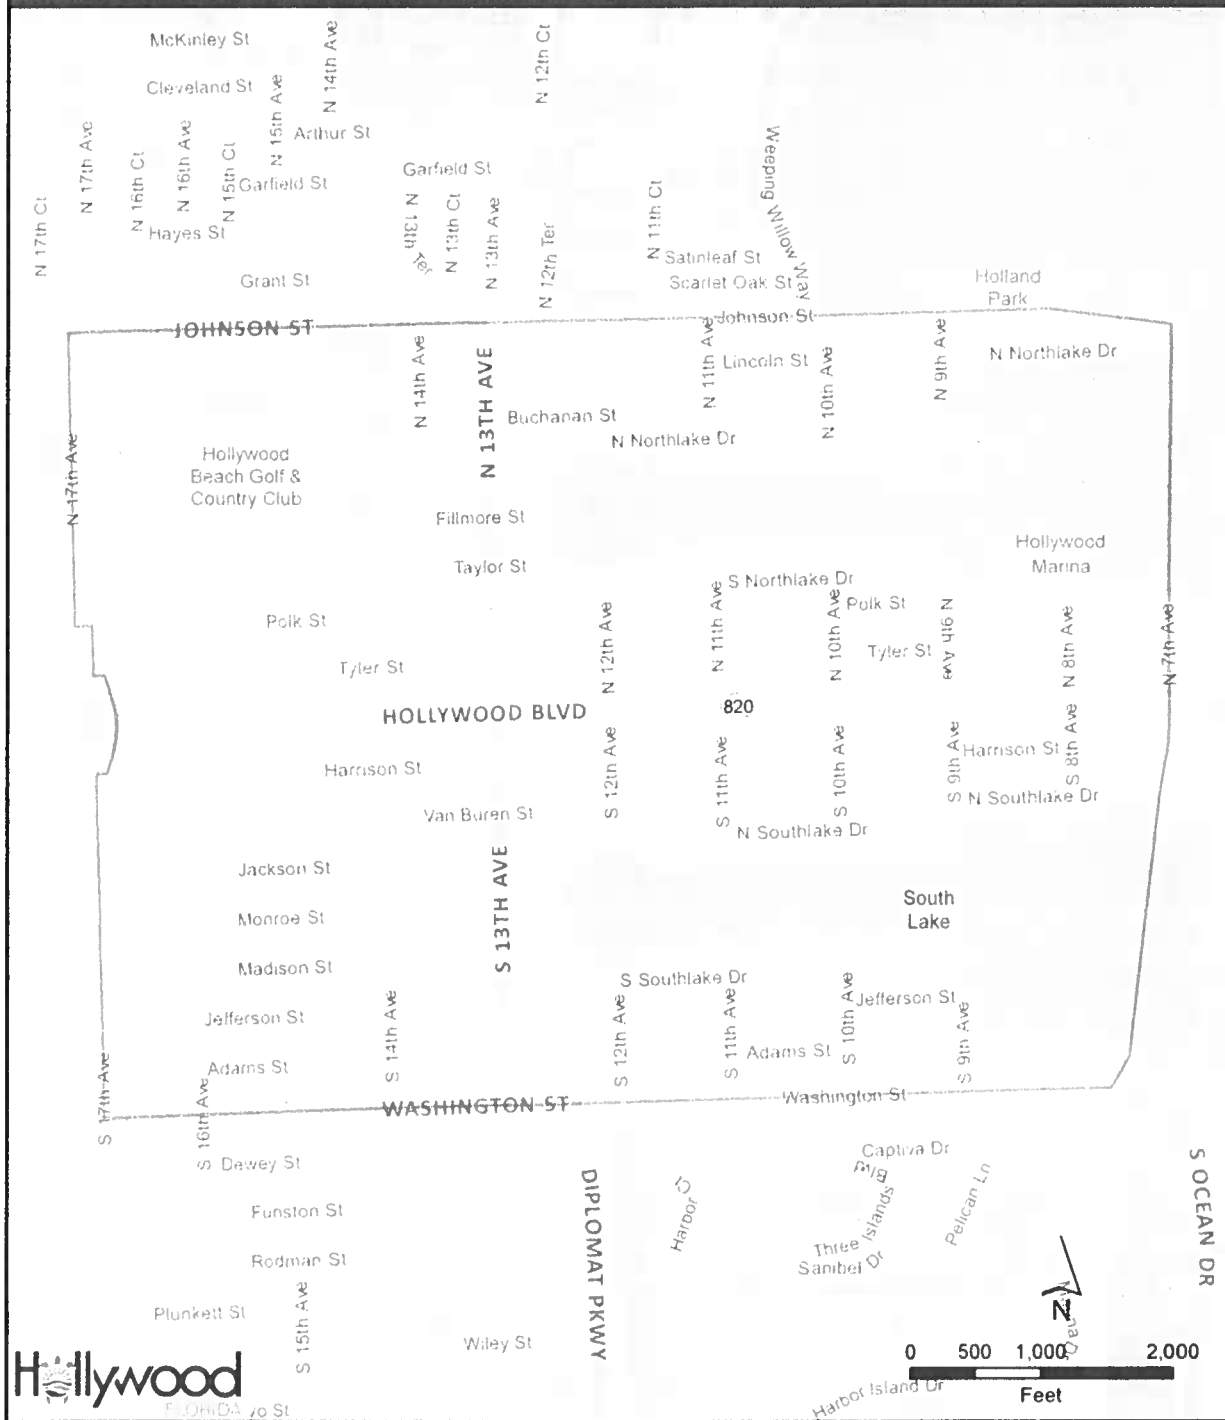 McKinley St
N 14th Ave
N 12th Ct
Cleveland St
N 15th Ave
Arthur St
N 17th Ave
N 16th Ct
N 16th Ave
N 15th Ct
Garfield St
Garfield St
Weeping Willow Way
N 17th Ct
Hayes St
N 13th Ter
N 13th Ct
N 13th Ave
N 12th Ter
N 11th Ct
Satinleaf St
Scarlet Oak St
Grant St
Holland
Park
JOHNSON ST
Johnson St
N 14th Ave
N 13TH AVE
N 11th Ave
Lincoln St
N 10th Ave
N 9th Ave
N Northlake Dr
Buchanan St
N Northlake Dr
N 17th Ave
Hollywood
Beach Golf &
Country Club
Fillmore St
Hollywood
Marina
Taylor St
S Northlake Dr
Polk St
N 12th Ave
N 11th Ave
N 10th Ave
Polk St
N 9th Ave
N 8th Ave
N 7th Ave
Tyler St
Tyler St
HOLLYWOOD BLVD
820
Harrison St
S 12th Ave
S 11th Ave
S 10th Ave
S 9th Ave
Harrison St
S 8th Ave
N Southlake Dr
Van Buren St
N Southlake Dr
Jackson St
S 13TH AVE
South
Lake
Monroe St
Madison St
S Southlake Dr
Jefferson St
S 14th Ave
S 12th Ave
S 11th Ave
S 10th Ave
Jefferson St
S 9th Ave
Adams St
Adams St
S 17th Ave
S 16th Ave
WASHINGTON ST
Washington St
Dewey St
Captiva Dr
DIPLOMAT PKWY
Harbor Ct
Three Islands Blvd
Pelican Ln
S OCEAN DR
Funston St
Rodman St
Sanibel Dr
Plunkett St
S 15th Ave
Wiley St
N
0 500 1,000 2,000
Feet
Hollywood
FLORIDA
Harbor Island Dr